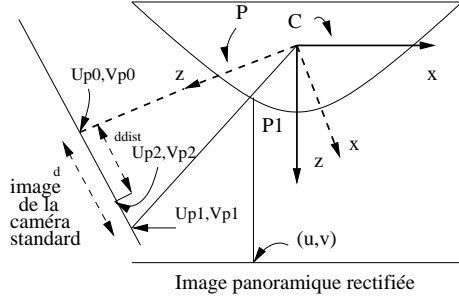 P
C
z
x
Up0,Vp0
ddist
P1
d
Up2,Vp2
z
x
image
de la
caméra
standard
Up1,Vp1
(u,v)
Image panoramique rectifiée